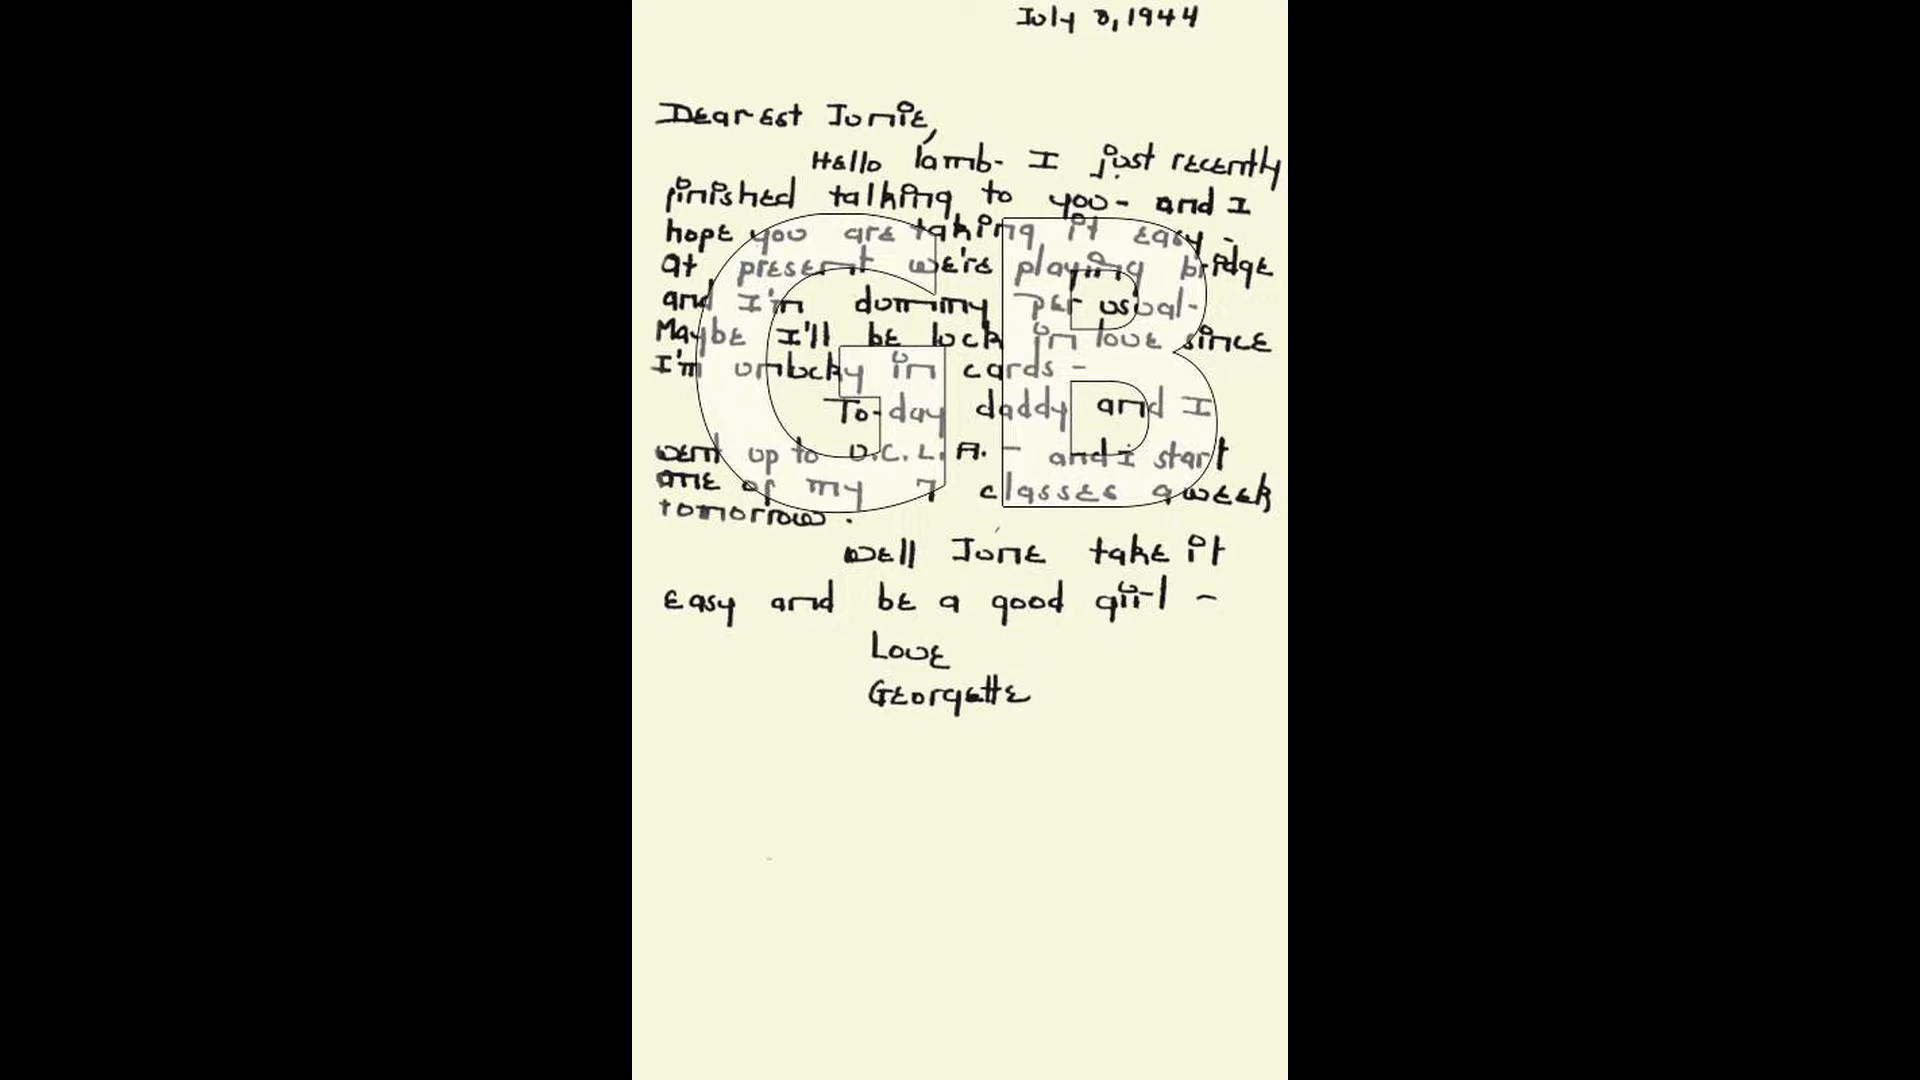 July 8, 1944
Dearest Junie,
Hello lamb- I just recently
finished talking to you- and I
hope you are taking it easy -
At present we're playing bridge
and I'm dummy per usual-
Maybe I'll be luck in love since
I'm unlucky in cards -
To-day daddy and I
went up to U.C.L.A. - and i start
one of my 7 classes a week
tomorrow.
Well June take it
easy and be a good girl -
Love
Georgette
GB